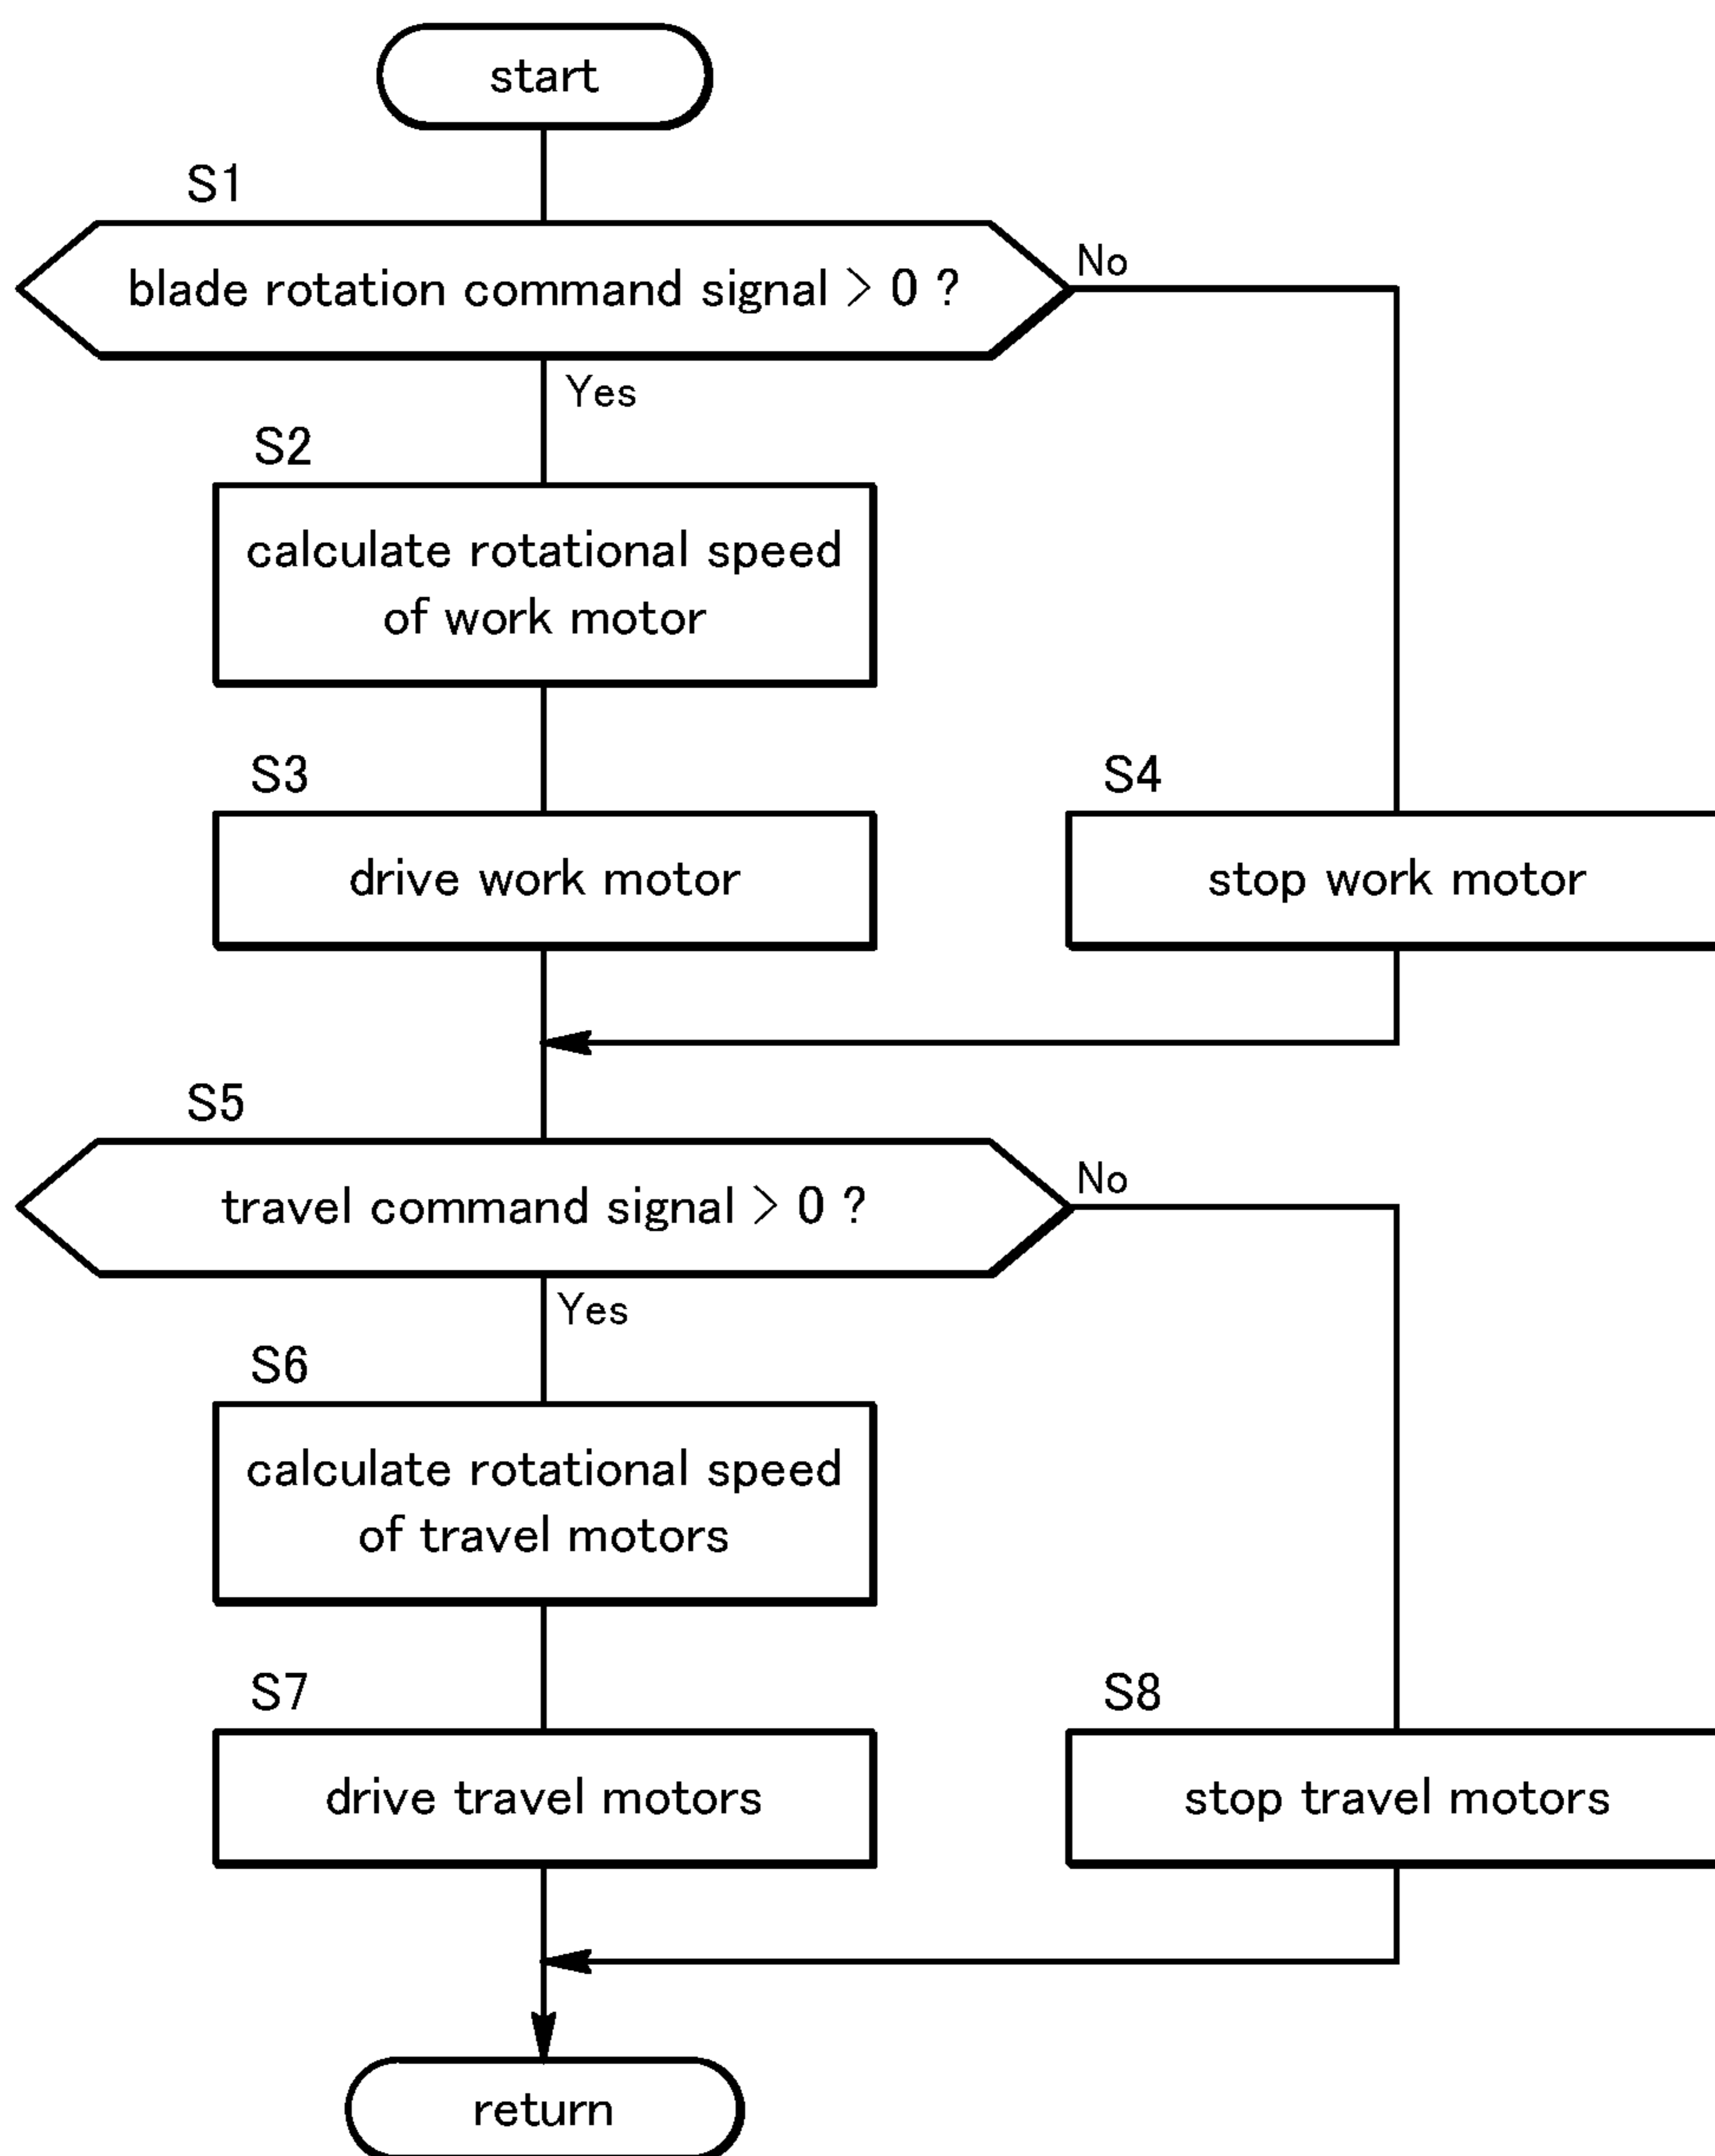 start
S1
blade rotation command signal > 0 ?
No
Yes
S2
calculate rotational speed
of work motor
S3
drive work motor
S4
stop work motor
S5
travel command signal > 0 ?
No
Yes
S6
calculate rotational speed
of travel motors
S7
drive travel motors
S8
stop travel motors
return